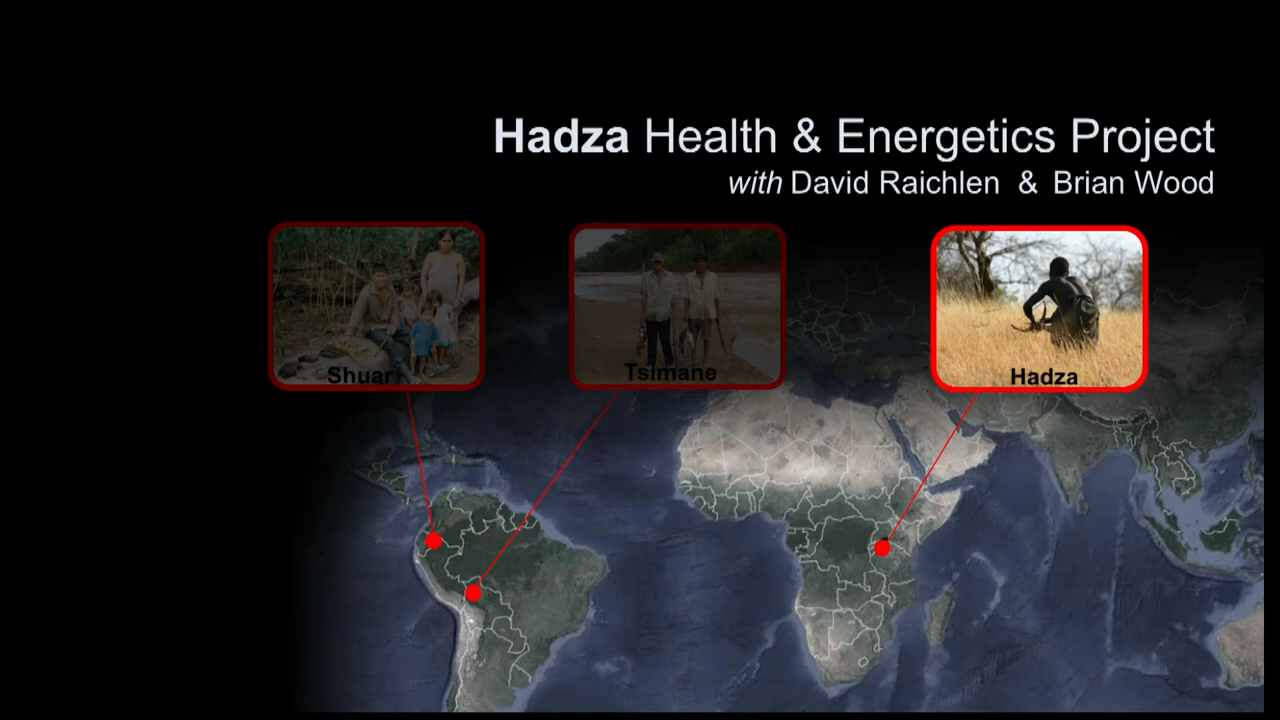 Hadza Health & Energetics Project
with David Raichlen & Brian Wood
Shuar
Tsimane
Hadza